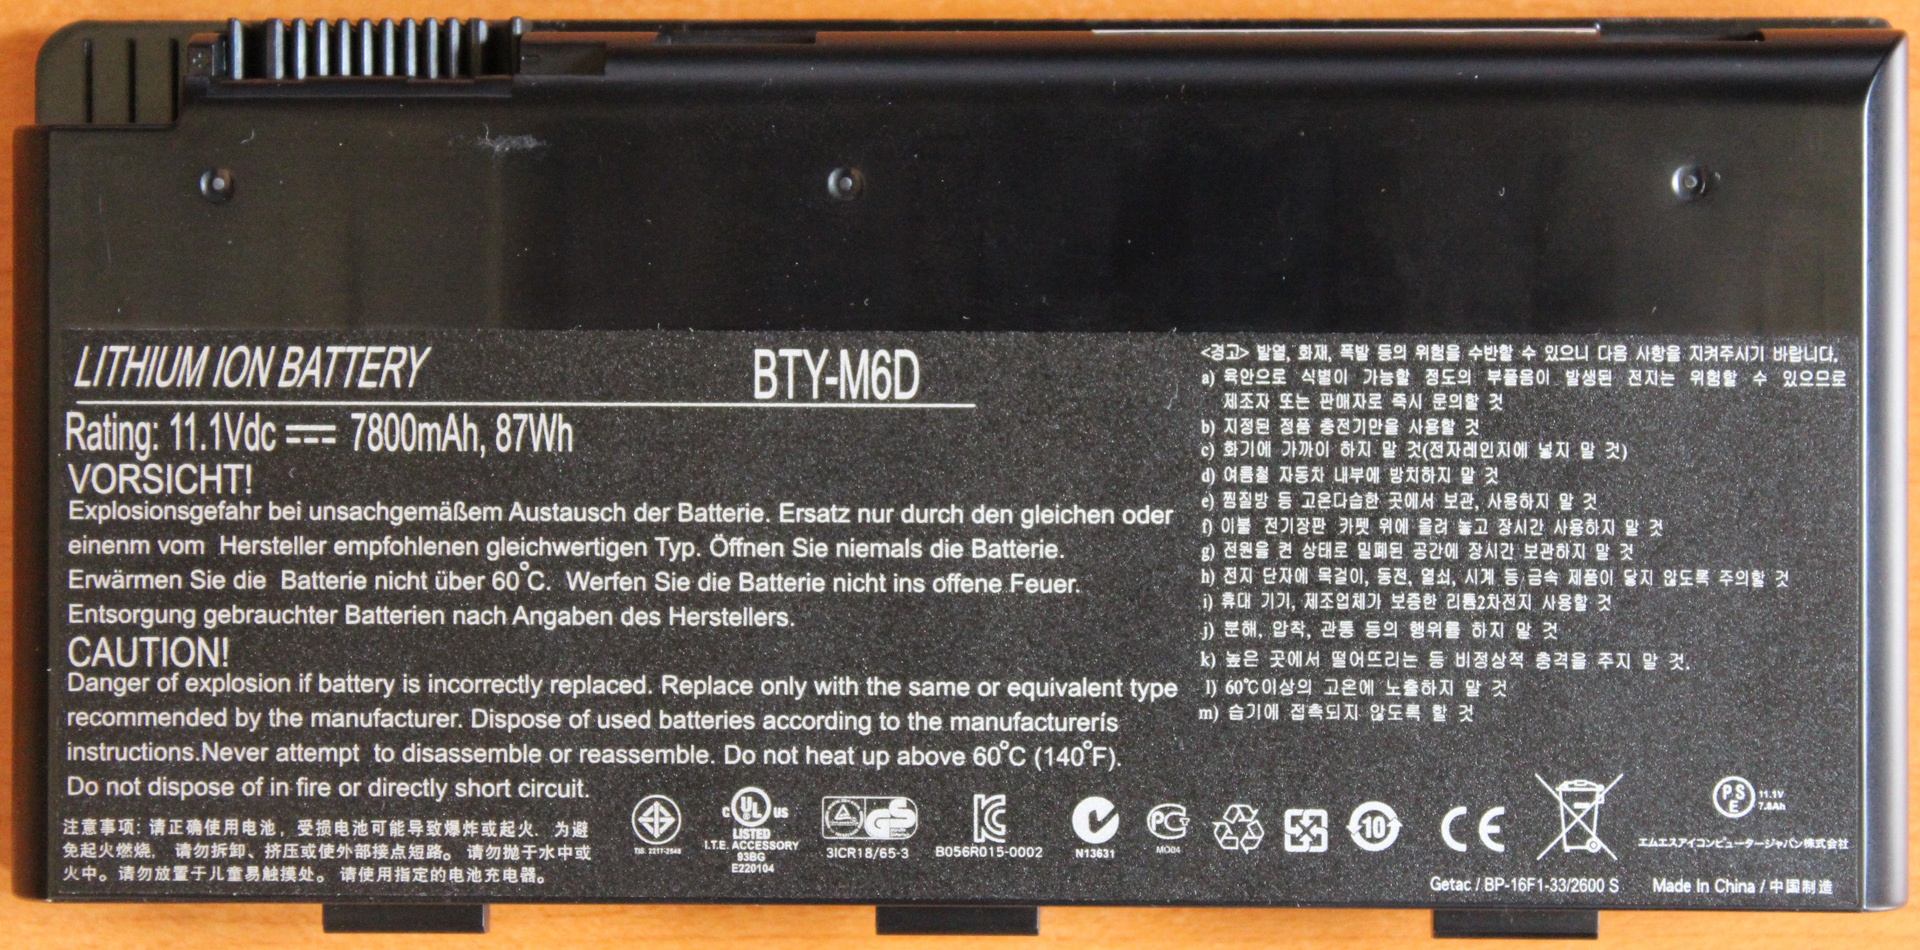 LITHIUM ION BATTERY BTY-M6D
Rating: 11.1Vdc 7800mAh, 87Wh
VORSICHT!
Explosionsgefahr bei unsachgemäßem Austausch der Batterie. Ersatz nur durch den gleichen oder
einenm vom Hersteller empfohlenen gleichwertigen Typ. Öffnen Sie niemals die Batterie.
Erwärmen Sie die Batterie nicht über 60°C. Werfen Sie die Batterie nicht ins offene Feuer.
Entsorgung gebrauchter Batterien nach Angaben des Herstellers.
CAUTION!
Danger of explosion if battery is incorrectly replaced. Replace only with the same or equivalent type
recommended by the manufacturer. Dispose of used batteries according to the manufacturerís
instructions.Never attempt to disassemble or reassemble. Do not heat up above 60°C (140°F).
Do not dispose of in fire or directly short circuit.
注意事项: 请正确使用电池，受损电池可能导致爆炸或起火. 为避
免起火燃烧, 请勿拆卸、挤压或使外部接点短路。请勿抛于水中或
火中。请勿放置于儿童易触摸处。 请使用指定的电池充电器。
<경고> 발열, 화재, 폭발 등의 위험을 수반할 수 있으니 다음 사항을 지켜주시기 바랍니다.
a) 육안으로 식별이 가능할 정도의 부풀음이 발생된 전지는 위험할 수 있으므로
제조자 또는 판매자로 즉시 문의할 것
b) 지정된 정품 충전기만을 사용할 것
c) 화기에 가까이 하지 말 것(전자레인지에 넣지 말 것)
d) 여름철 자동차 내부에 방치하지 말 것
e) 찜질방 등 고온다습한 곳에서 보관, 사용하지 말 것
f) 이불 전기장판 카펫 위에 올려 놓고 장시간 사용하지 말 것
g) 전원을 켠 상태로 밀폐된 공간에 장시간 보관하지 말 것
h) 전지 단자에 목걸이, 동전, 열쇠, 시계 등 금속 제품이 닿지 않도록 주의할 것
i) 휴대 기기, 제조업체가 보증한 리튬2차전지 사용할 것
j) 분해, 압착, 관통 등의 행위를 하지 말 것
k) 높은 곳에서 떨어뜨리는 등 비정상적 충격을 주지 말 것.
l) 60℃이상의 고온에 노출하지 말 것
m) 습기에 접촉되지 않도록 할 것
TIS. 2217-2548
c UL US
LISTED
I.T.E. ACCESSORY
93BG
E220104
GS
3ICR18/65-3
B056R015-0002
N13631
PCT
MO04
10
CE
PSE
11.1V
7.8Ah
エムエスアイコンピュータージャパン株式会社
Getac / BP-16F1-33/2600 S Made In China / 中国制造